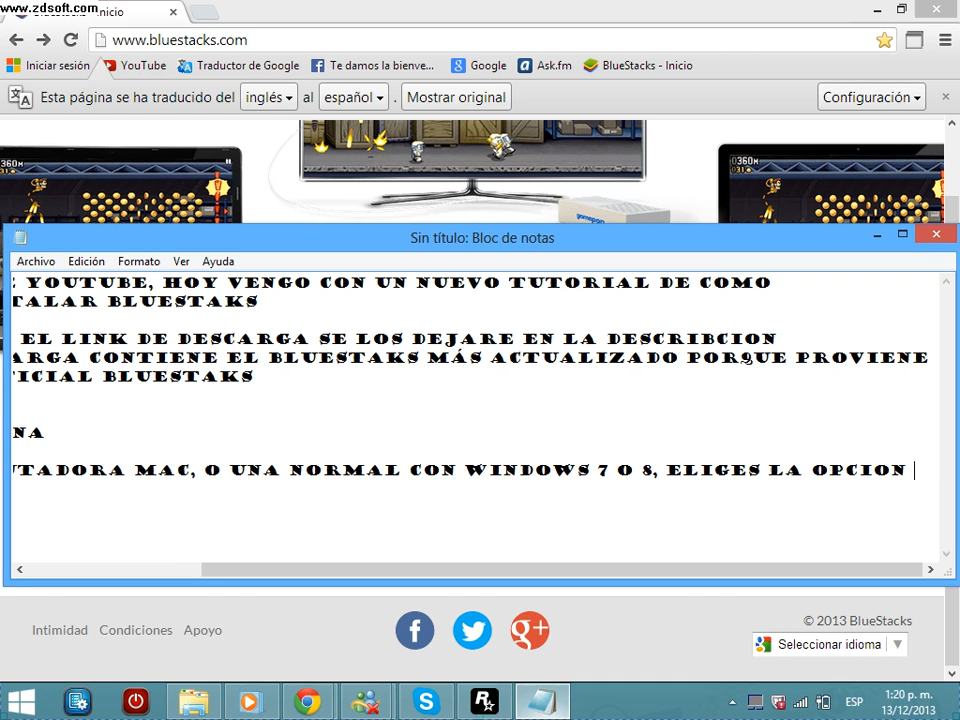 www.zdsoft.com
Inicio
www.bluestacks.com
Iniciar sesión
YouTube
Traductor de Google
Te damos la bienve...
Google
Ask.fm
BlueStacks - Inicio
Esta página se ha traducido del inglés al español . Mostrar original
Configuración
gamepop
Sin título: Bloc de notas
Archivo Edición Formato Ver Ayuda
YOUTUBE, HOY VENGO CON UN NUEVO TUTORIAL DE COMO
TALAR BLUESTAKS
EL LINK DE DESCARGA SE LOS DEJARE EN LA DESCRIBCION
ARGA CONTIENE EL BLUESTAKS MÁS ACTUALIZADO PORQUE PROVIENE
ICIAL BLUESTAKS
NA
TADORA MAC, O UNA NORMAL CON WINDOWS 7 O 8, ELIGES LA OPCION
Intimidad Condiciones Apoyo
© 2013 BlueStacks
Seleccionar idioma
ESP
1:20 p. m.
13/12/2013